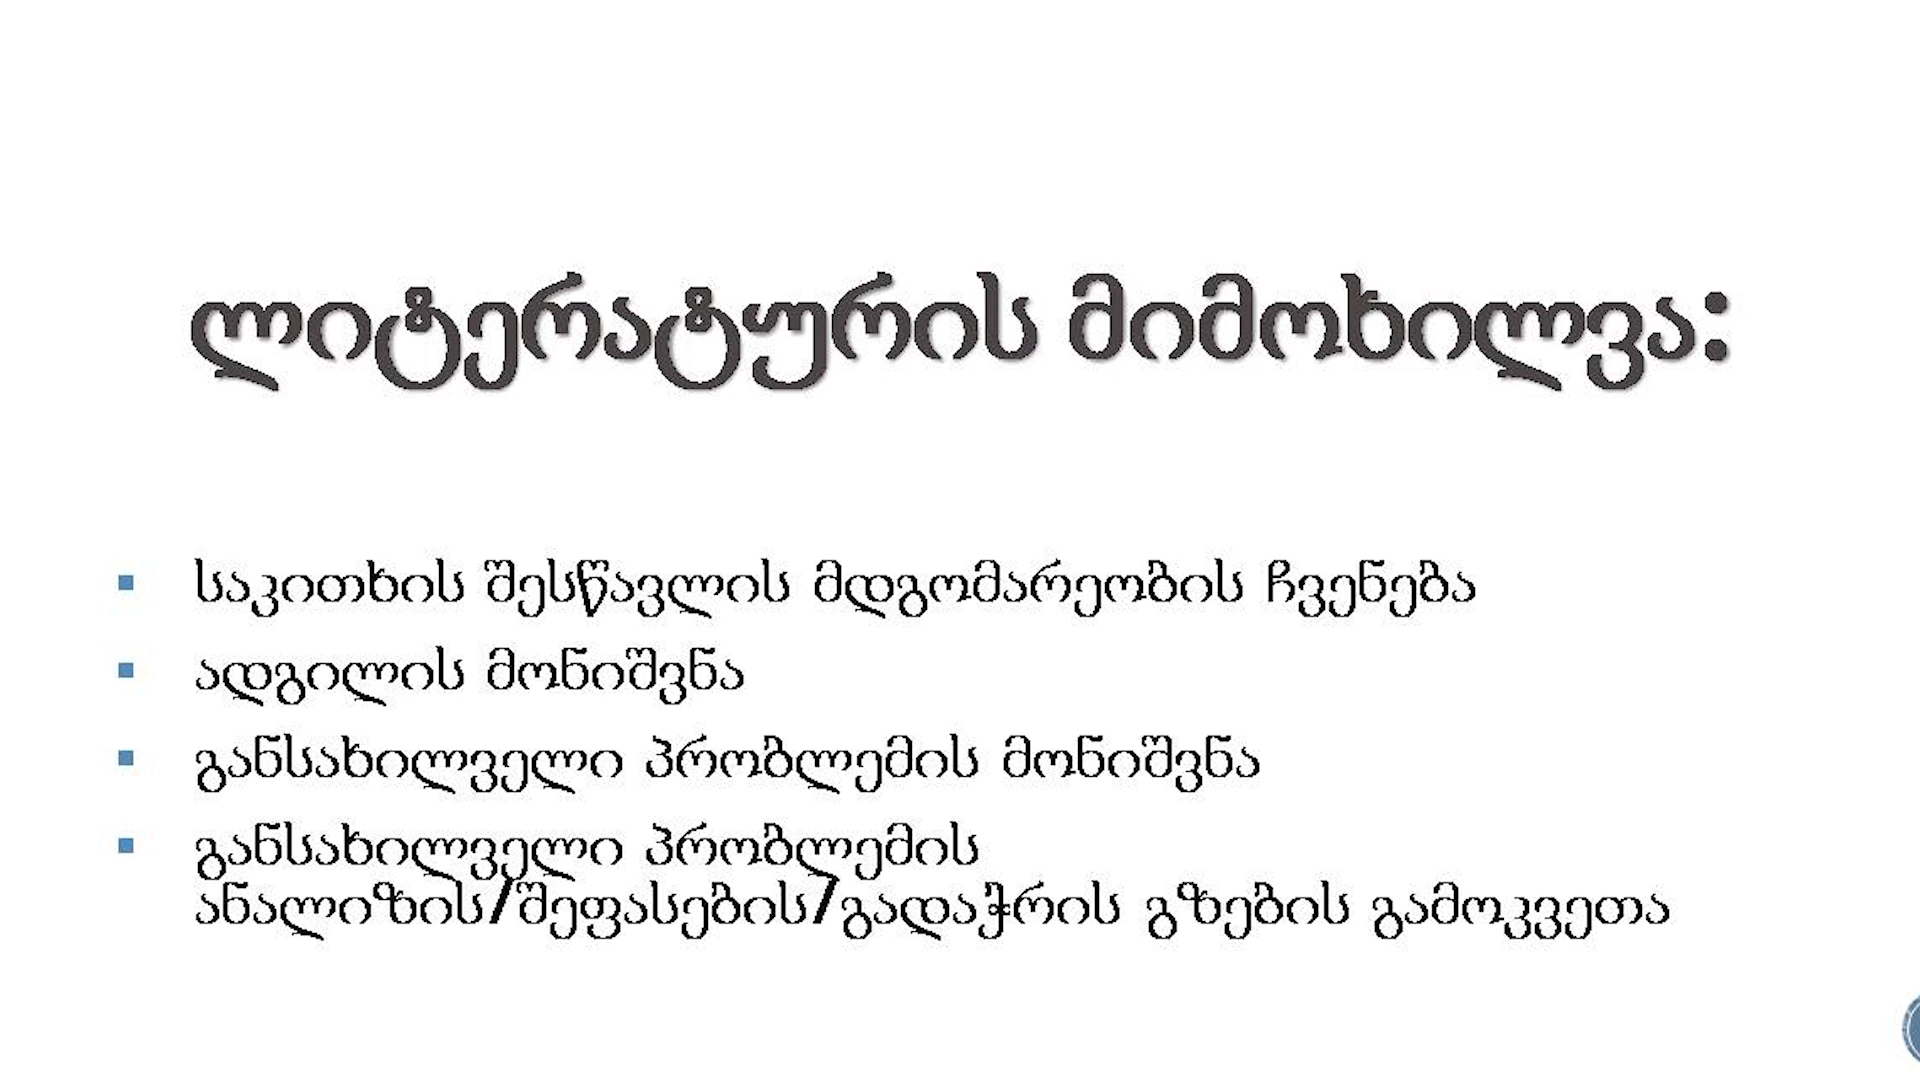 ლიტერატურის მიმოხილვა:
საკითხის შესწავლის მდგომარეობის ჩვენება
ადგილის მონიშვნა
განსახილველი პრობლემის მონიშვნა
განსახილველი პრობლემის
ანალიზის/შეფასების/გადაჭრის გზების გამოკვეთა